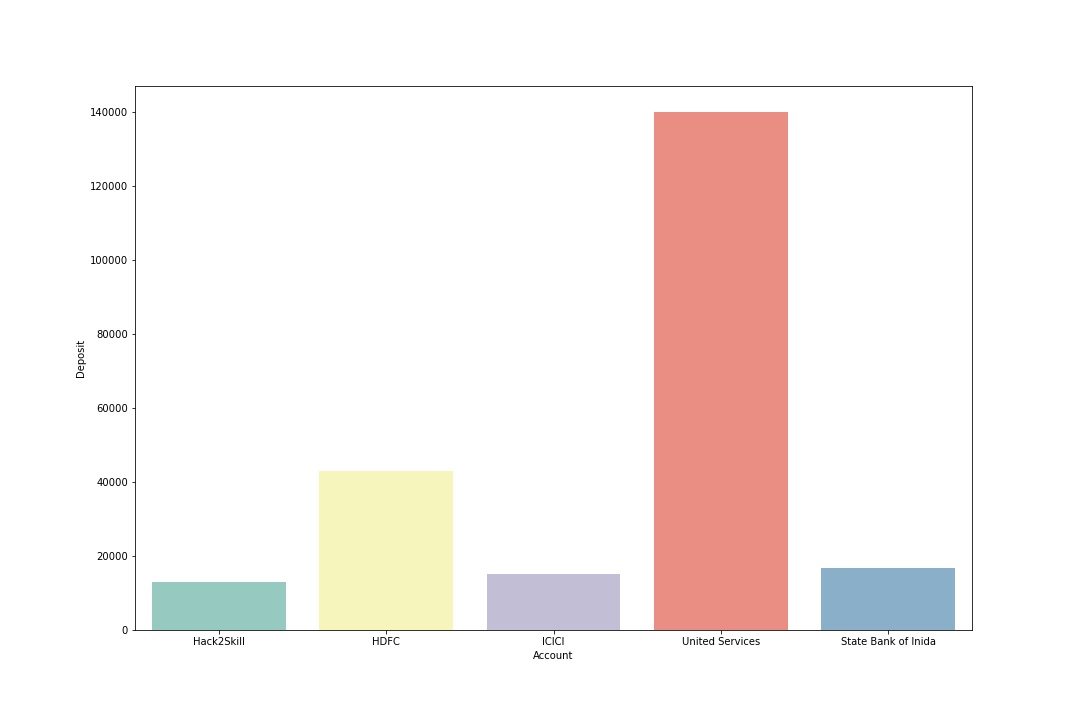 140000
120000
100000
80000
60000
40000
20000
0
Deposit
Hack2Skill HDFC ICICI United Services State Bank of Inida
Account